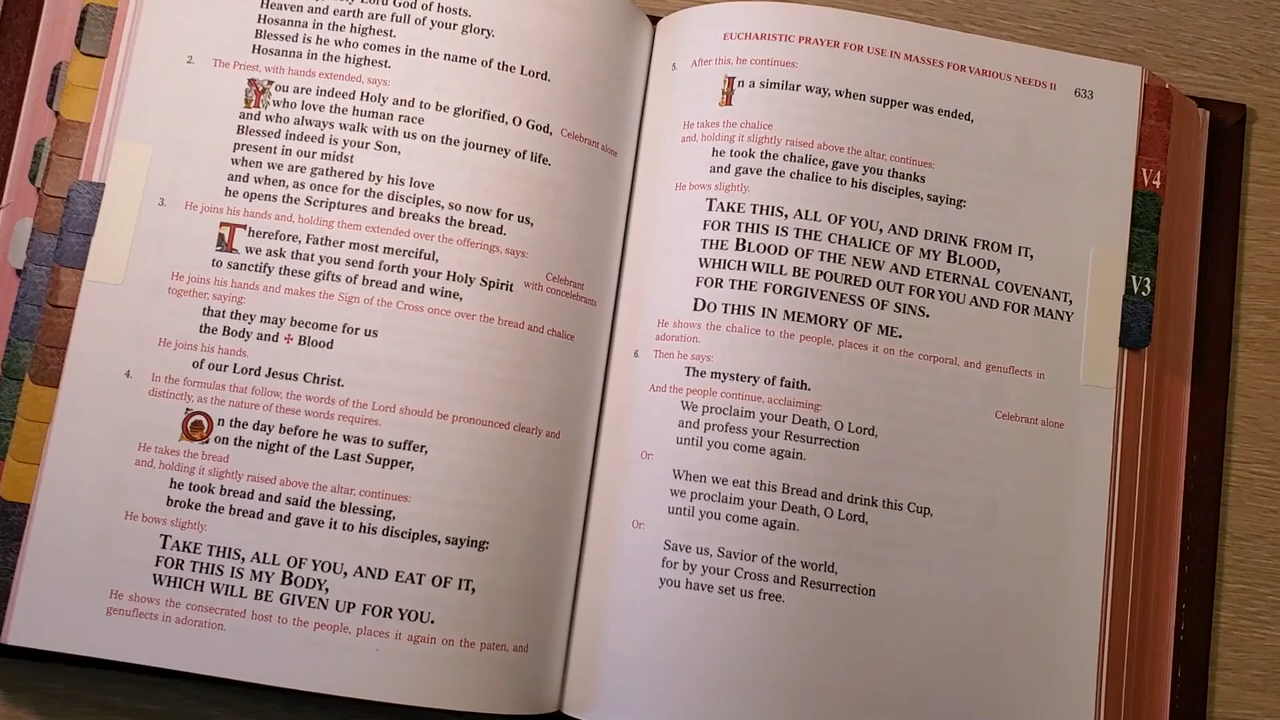 Lord God of hosts.
Heaven and earth are full of your glory.
Hosanna in the highest.
Blessed is he who comes in the name of the Lord.
Hosanna in the highest.
2. The Priest, with hands extended, says:
You are indeed Holy and to be glorified, O God,
who love the human race
and who always walk with us on the journey of life.
Blessed indeed is your Son,
present in our midst
when we are gathered by his love
and when, as once for the disciples, so now for us,
he opens the Scriptures and breaks the bread.
Celebrant alone
3. He joins his hands and, holding them extended over the offerings, says:
Therefore, Father most merciful,
we ask that you send forth your Holy Spirit
to sanctify these gifts of bread and wine,
Celebrant
with concelebrants
He joins his hands and makes the Sign of the Cross once over the bread and chalice
together, saying:
that they may become for us
the Body and ✠ Blood
He joins his hands.
of our Lord Jesus Christ.
4. In the formulas that follow, the words of the Lord should be pronounced clearly and
distinctly, as the nature of these words requires.
On the day before he was to suffer,
on the night of the Last Supper,
He takes the bread
and, holding it slightly raised above the altar, continues:
he took bread and said the blessing,
broke the bread and gave it to his disciples, saying:
He bows slightly.
TAKE THIS, ALL OF YOU, AND EAT OF IT,
FOR THIS IS MY BODY,
WHICH WILL BE GIVEN UP FOR YOU.
He shows the consecrated host to the people, places it again on the paten, and
genuflects in adoration.
EUCHARISTIC PRAYER FOR USE IN MASSES FOR VARIOUS NEEDS II 633
5. After this, he continues:
In a similar way, when supper was ended,
He takes the chalice
and, holding it slightly raised above the altar, continues:
he took the chalice, gave you thanks
and gave the chalice to his disciples, saying:
He bows slightly.
TAKE THIS, ALL OF YOU, AND DRINK FROM IT,
FOR THIS IS THE CHALICE OF MY BLOOD,
THE BLOOD OF THE NEW AND ETERNAL COVENANT,
WHICH WILL BE POURED OUT FOR YOU AND FOR MANY
FOR THE FORGIVENESS OF SINS.
DO THIS IN MEMORY OF ME.
He shows the chalice to the people, places it on the corporal, and genuflects in
adoration.
6. Then he says:
The mystery of faith.
And the people continue, acclaiming:
Celebrant alone
We proclaim your Death, O Lord,
and profess your Resurrection
until you come again.
Or:
When we eat this Bread and drink this Cup,
we proclaim your Death, O Lord,
until you come again.
Or:
Save us, Savior of the world,
for by your Cross and Resurrection
you have set us free.
V4
V3